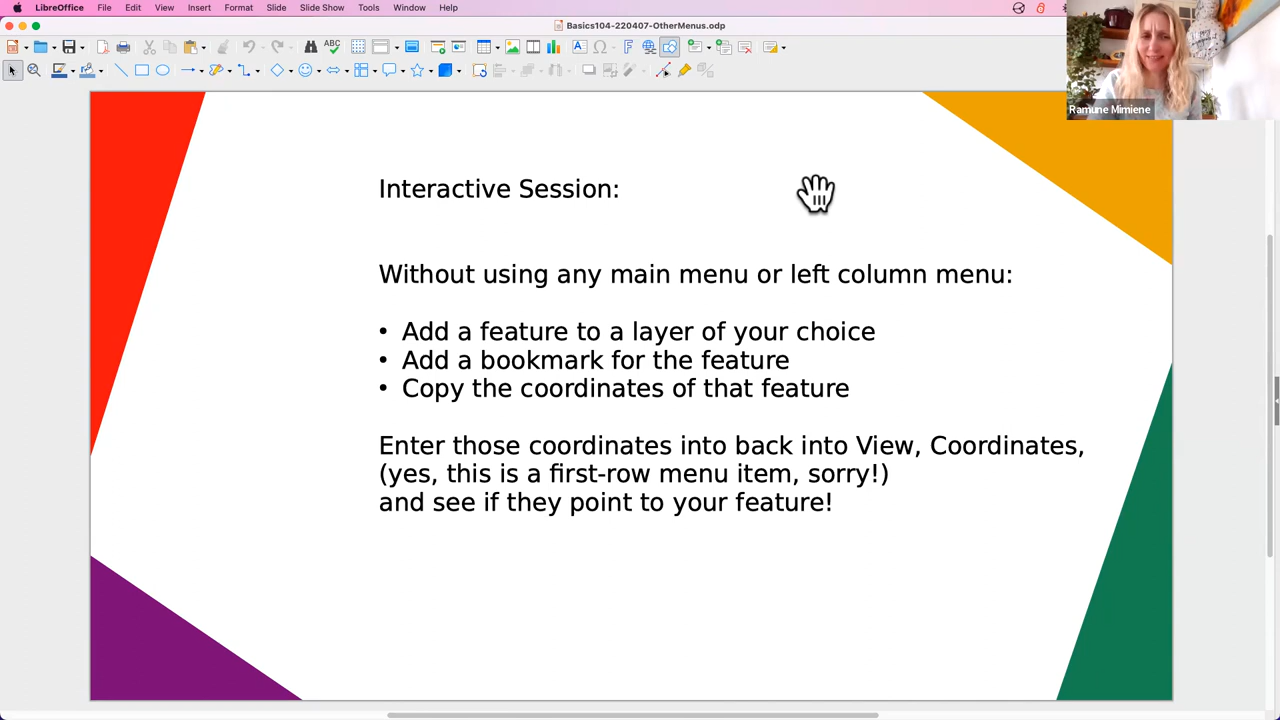 LibreOffice File Edit View Insert Format Slide Slide Show Tools Window Help
Basics104-220407-OtherMenus.odp
ABC
Ramune Mimiene
Interactive Session:
Without using any main menu or left column menu:
• Add a feature to a layer of your choice
• Add a bookmark for the feature
• Copy the coordinates of that feature
Enter those coordinates into back into View, Coordinates,
(yes, this is a first-row menu item, sorry!)
and see if they point to your feature!